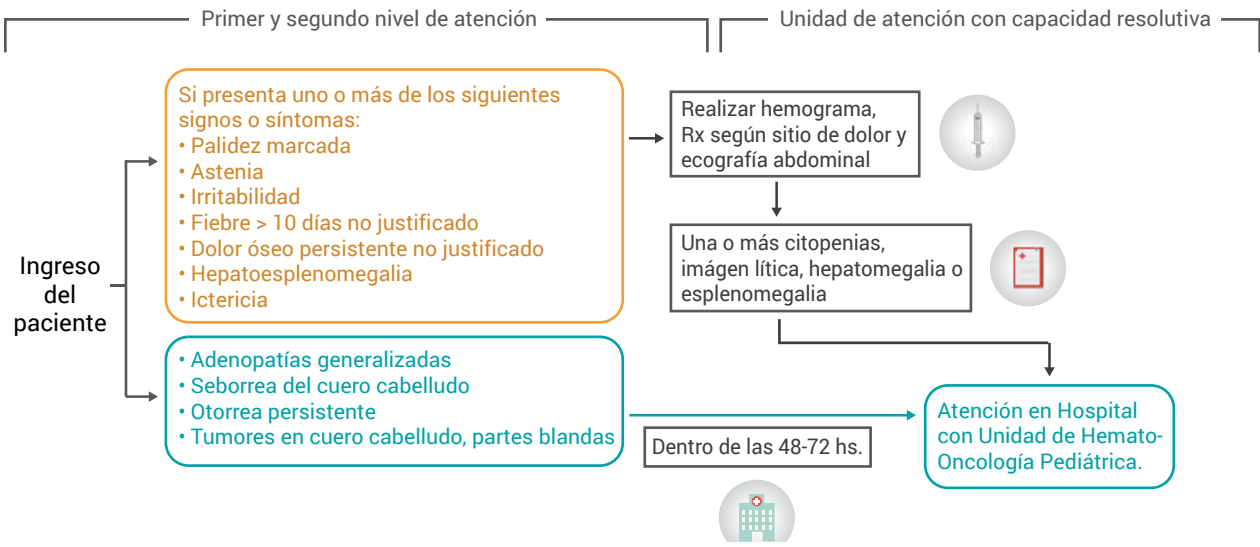 Primer y segundo nivel de atención
Unidad de atención con capacidad resolutiva
Ingreso
del
paciente
Si presenta uno o más de los siguientes
signos o síntomas:
• Palidez marcada
• Astenia
• Irritabilidad
• Fiebre > 10 días no justificado
• Dolor óseo persistente no justificado
• Hepatoesplenomegalia
• Ictericia
Realizar hemograma,
Rx según sitio de dolor y
ecografía abdominal
Una o más citopenias,
imágen lítica, hepatomegalia o
esplenomegalia
• Adenopatías generalizadas
• Seborrea del cuero cabelludo
• Otorrea persistente
• Tumores en cuero cabelludo, partes blandas
Dentro de las 48-72 hs.
Atención en Hospital
con Unidad de Hemato-
Oncología Pediátrica.